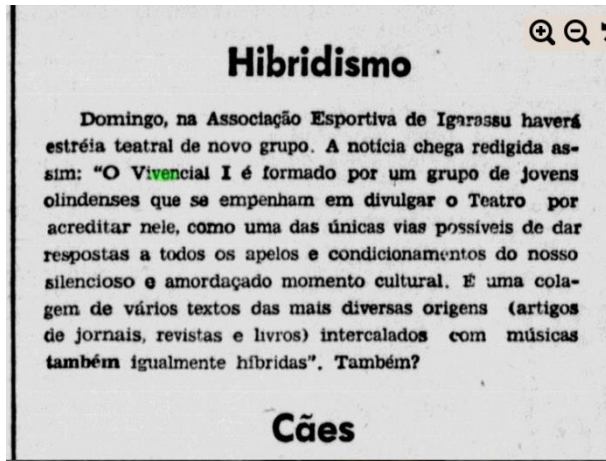 Hibridismo
Domingo, na Associação Esportiva de Igarassu haverá
estréia teatral de novo grupo. A notícia chega redigida as-
sim: "O Vivencial I é formado por um grupo de jovens
olindenses que se empenham em divulgar o Teatro por
acreditar nele, como uma das únicas vias possíveis de dar
respostas a todos os apelos e condicionamentos do nosso
silencioso e amordaçado momento cultural. É uma cola-
gem de vários textos das mais diversas origens (artigos
de jornais, revistas e livros) intercalados com músicas
também igualmente híbridas". Também?
Cães